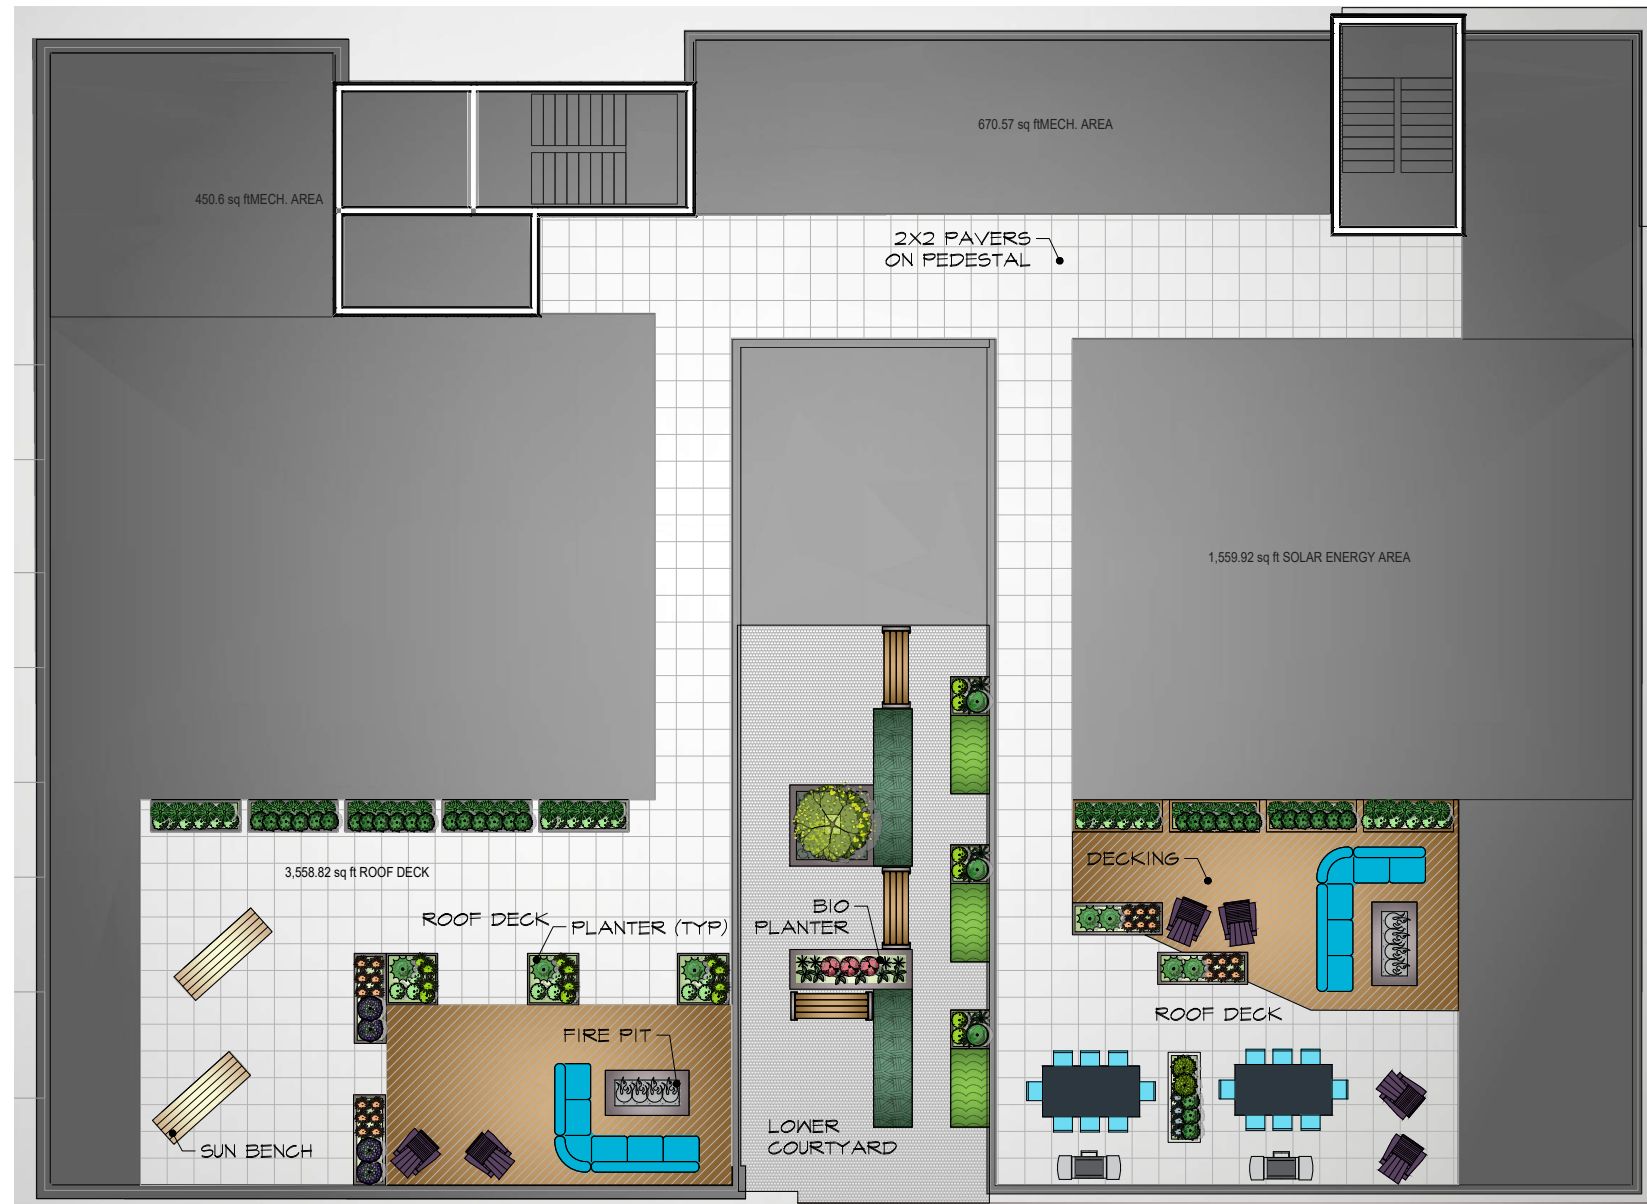 670.57 sq ftMECH. AREA
450.6 sq ftMECH. AREA
2X2 PAVERS
ON PEDESTAL
1,559.92 sq ft SOLAR ENERGY AREA
DECKING
3,558.82 sq ft ROOF DECK
ROOF DECK
PLANTER (TYP)
BIO
PLANTER
ROOF DECK
FIRE PIT
SUN BENCH
LOWER
COURTYARD